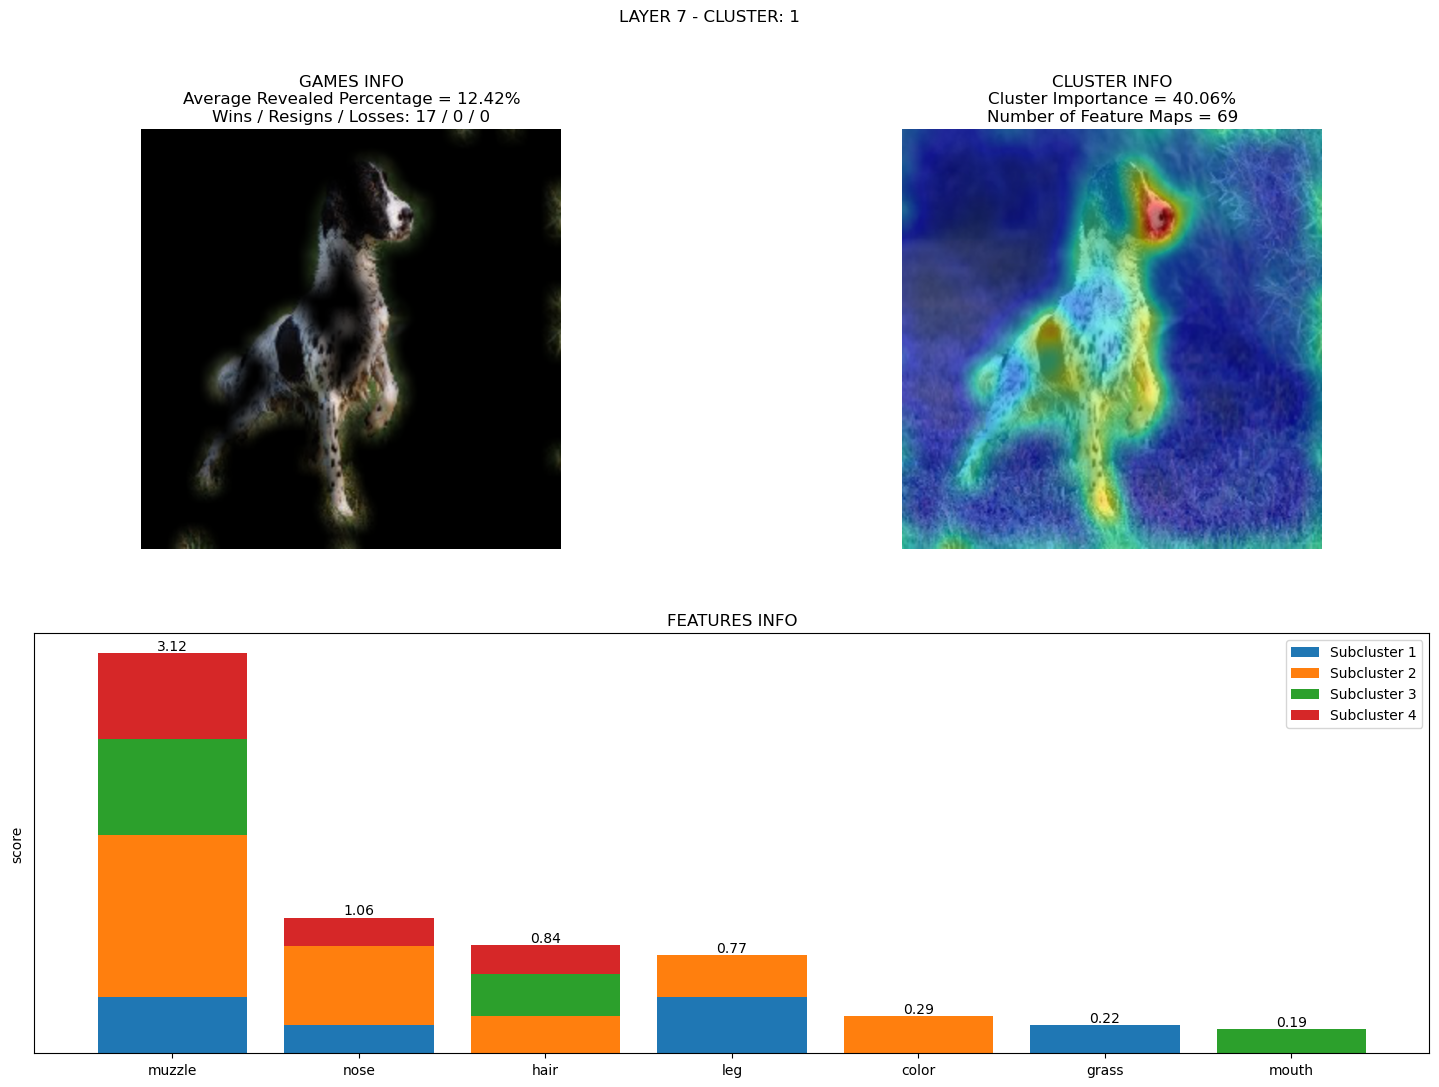 LAYER 7 - CLUSTER: 1
GAMES INFO
Average Revealed Percentage = 12.42%
Wins / Resigns / Losses: 17 / 0 / 0
CLUSTER INFO
Cluster Importance = 40.06%
Number of Feature Maps = 69
FEATURES INFO
score
3.12
1.06
0.84
0.77
0.29
0.22
0.19
Subcluster 1
Subcluster 2
Subcluster 3
Subcluster 4
muzzle
nose
hair
leg
color
grass
mouth